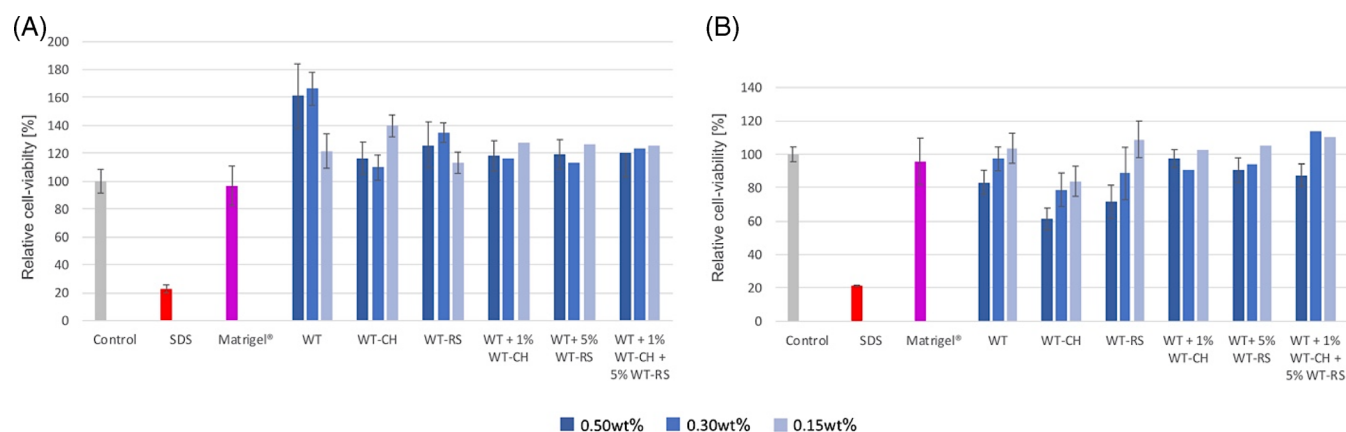 (A)
Relative cell-viability [%]
200
180
160
140
120
100
80
60
40
20
0
Control SDS Matrigel® WT WT-CH WT-RS WT + 1% WT+ 5% WT + 1%
WT-CH WT-RS WT-CH +
5% WT-RS
(B)
Relative cell-viability [%]
140
120
100
80
60
40
20
0
Control SDS Matrigel® WT WT-CH WT-RS WT + 1% WT+ 5% WT + 1%
WT-CH WT-RS WT-CH +
5% WT-RS
0.50wt% 0.30wt% 0.15wt%